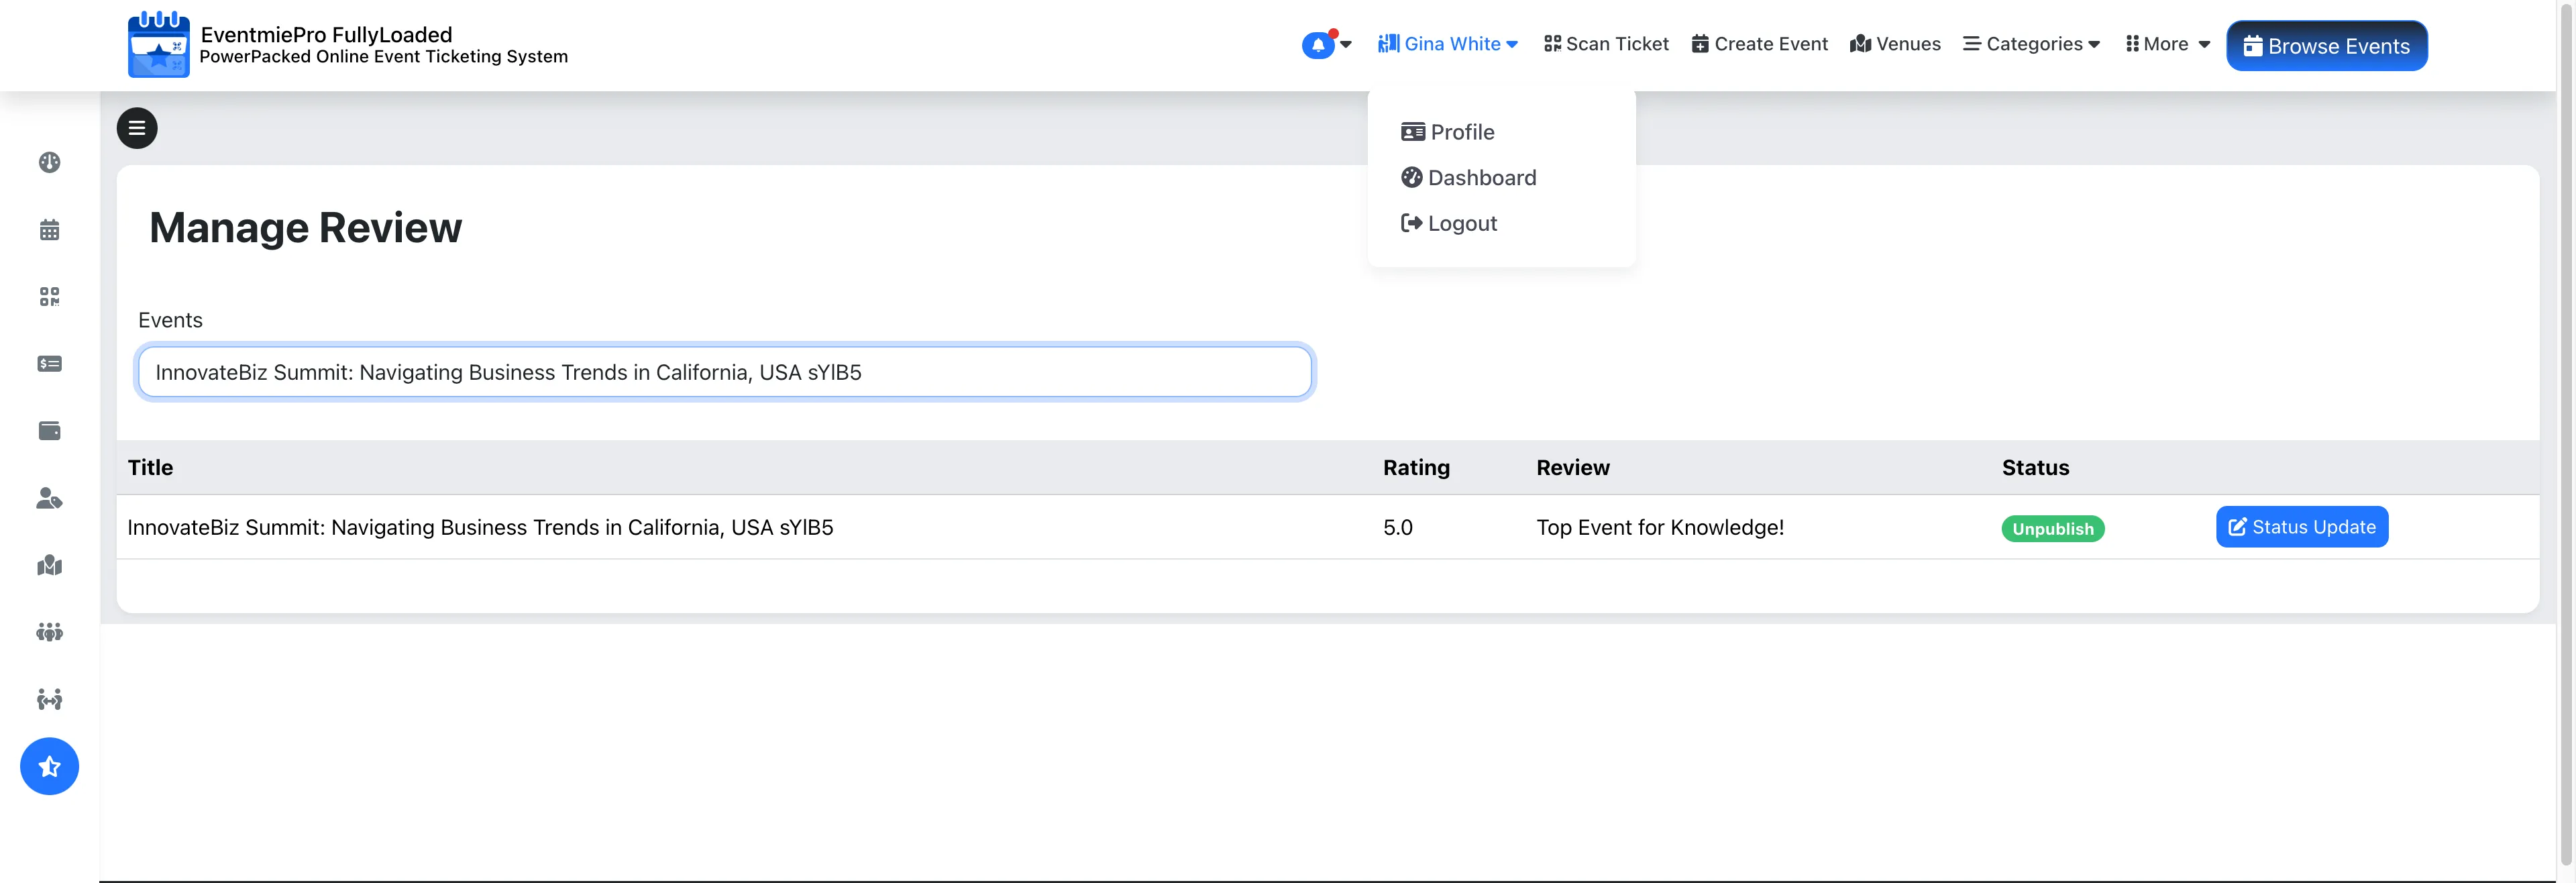 EventmiePro FullyLoaded
PowerPacked Online Event Ticketing System
Gina White
Scan Ticket
Create Event
Venues
Categories
More
Browse Events
Profile
Dashboard
Logout
Manage Review
Events
InnovateBiz Summit: Navigating Business Trends in California, USA sYlB5
Title Rating Review Status
InnovateBiz Summit: Navigating Business Trends in California, USA sYlB5 5.0 Top Event for Knowledge! Unpublish Status Update